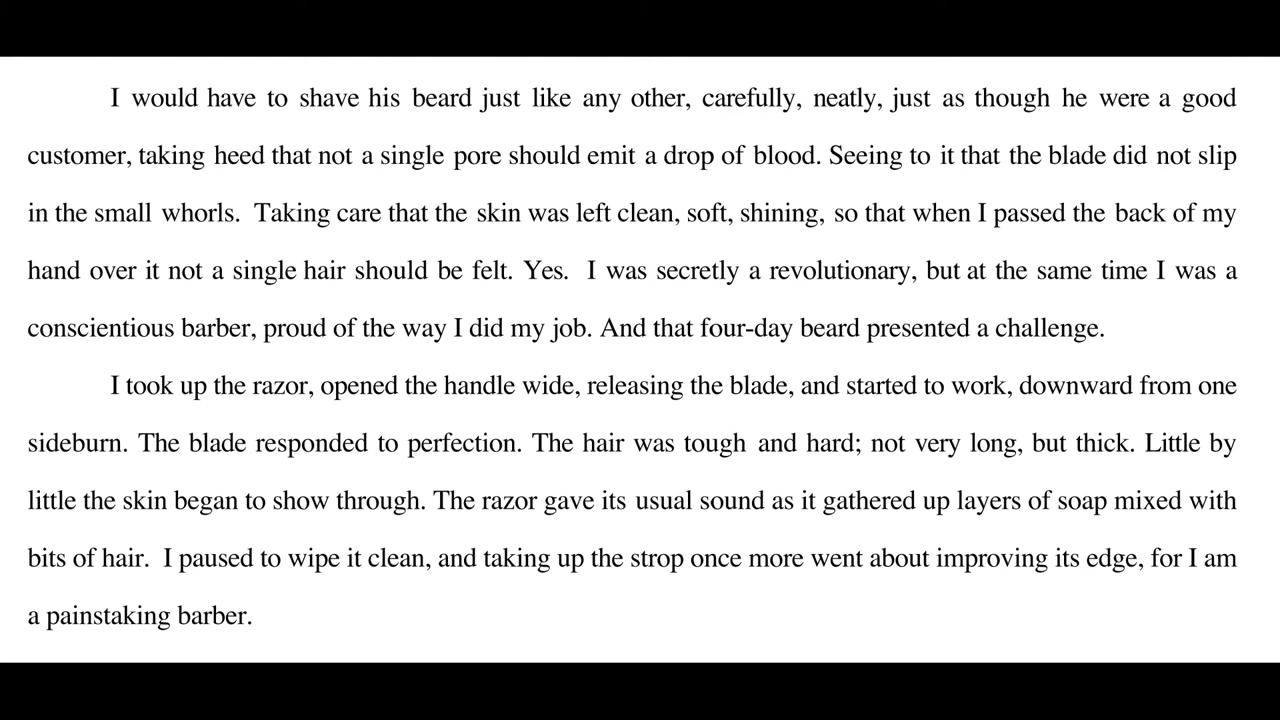 I would have to shave his beard just like any other, carefully, neatly, just as though he were a good
customer, taking heed that not a single pore should emit a drop of blood. Seeing to it that the blade did not slip
in the small whorls.  Taking care that the skin was left clean, soft, shining, so that when I passed the back of my
hand over it not a single hair should be felt. Yes.  I was secretly a revolutionary, but at the same time I was a
conscientious barber, proud of the way I did my job. And that four-day beard presented a challenge.
I took up the razor, opened the handle wide, releasing the blade, and started to work, downward from one
sideburn. The blade responded to perfection. The hair was tough and hard; not very long, but thick. Little by
little the skin began to show through. The razor gave its usual sound as it gathered up layers of soap mixed with
bits of hair.  I paused to wipe it clean, and taking up the strop once more went about improving its edge, for I am
a painstaking barber.